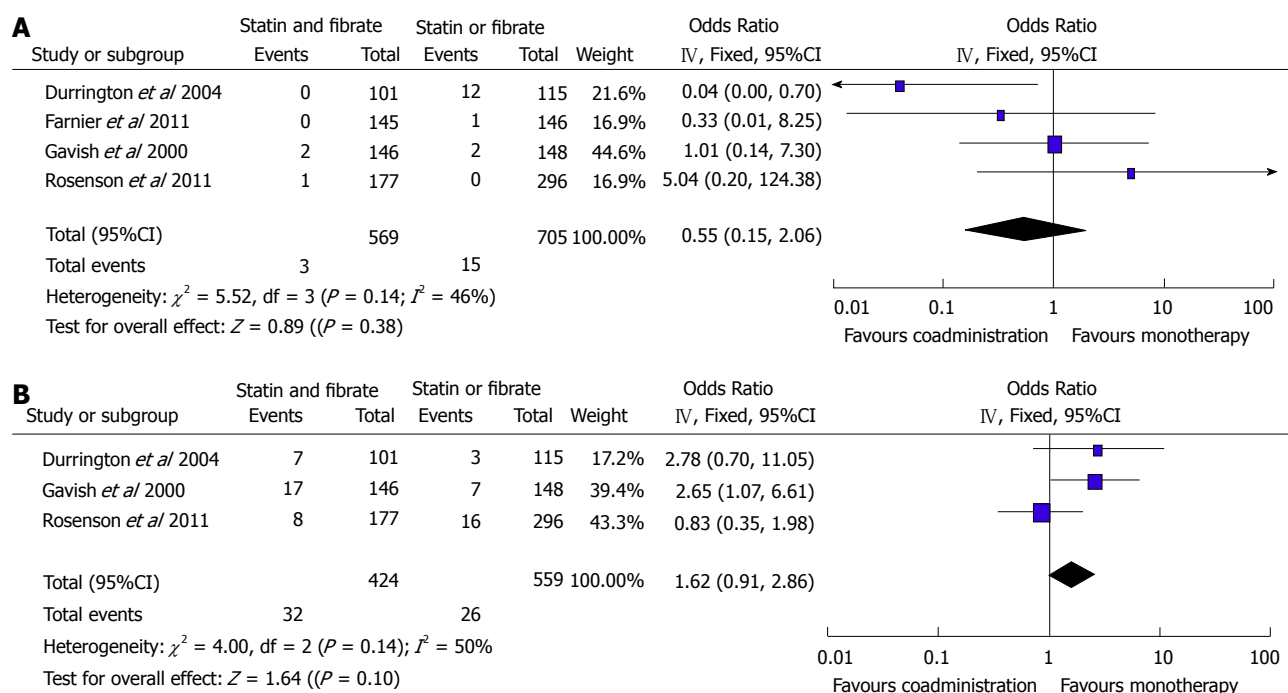 A
Statin and fibrate Statin or fibrate Odds Ratio Odds Ratio
Study or subgroup Events Total Events Total Weight Ⅳ, Fixed, 95%CI Ⅳ, Fixed, 95%CI
Durrington et al 2004 0 101 12 115 21.6% 0.04 (0.00, 0.70)
Farnier et al 2011 0 145 1 146 16.9% 0.33 (0.01, 8.25)
Gavish et al 2000 2 146 2 148 44.6% 1.01 (0.14, 7.30)
Rosenson et al 2011 1 177 0 296 16.9% 5.04 (0.20, 124.38)
Total (95%CI) 569 705 100.00% 0.55 (0.15, 2.06)
Total events 3 15
Heterogeneity: χ² = 5.52, df = 3 (P = 0.14; I² = 46%)
Test for overall effect: Z = 0.89 ((P = 0.38)
0.01 0.1 1 10 100
Favours coadministration Favours monotherapy
B
Statin and fibrate Statin or fibrate Odds Ratio Odds Ratio
Study or subgroup Events Total Events Total Weight Ⅳ, Fixed, 95%CI Ⅳ, Fixed, 95%CI
Durrington et al 2004 7 101 3 115 17.2% 2.78 (0.70, 11.05)
Gavish et al 2000 17 146 7 148 39.4% 2.65 (1.07, 6.61)
Rosenson et al 2011 8 177 16 296 43.3% 0.83 (0.35, 1.98)
Total (95%CI) 424 559 100.00% 1.62 (0.91, 2.86)
Total events 32 26
Heterogeneity: χ² = 4.00, df = 2 (P = 0.14); I² = 50%
Test for overall effect: Z = 1.64 ((P = 0.10)
0.01 0.1 1 10 100
Favours coadministration Favours monotherapy